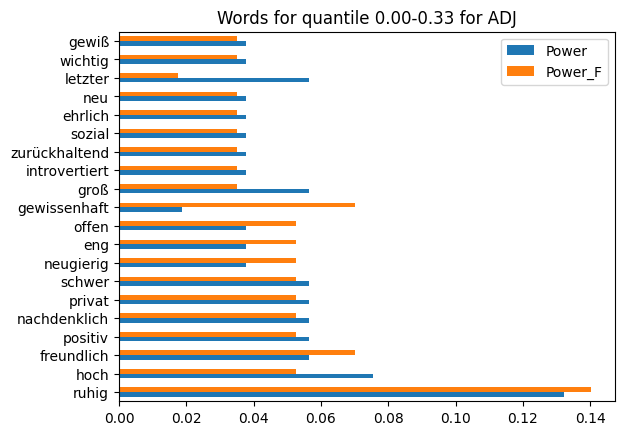 Words for quantile 0.00-0.33 for ADJ
Power
Power_F
gewiß
wichtig
letzter
neu
ehrlich
sozial
zurückhaltend
introvertiert
groß
gewissenhaft
offen
eng
neugierig
schwer
privat
nachdenklich
positiv
freundlich
hoch
ruhig
0.00 0.02 0.04 0.06 0.08 0.10 0.12 0.14